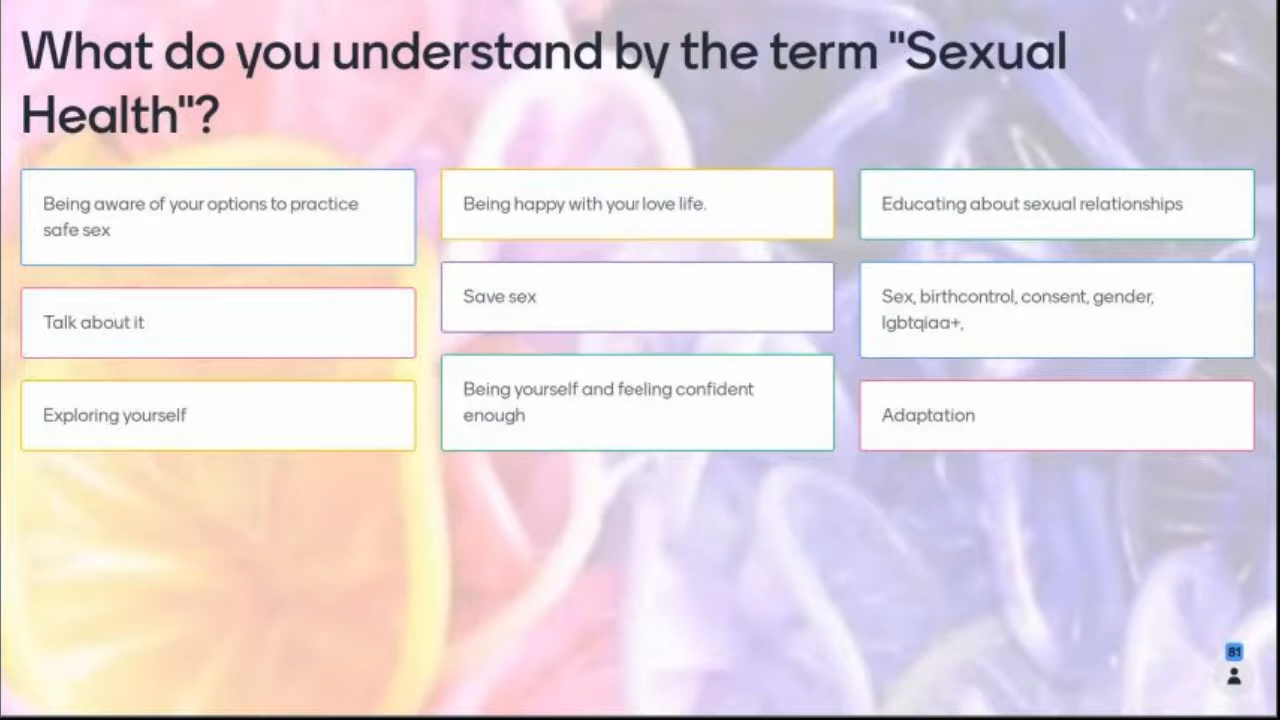 What do you understand by the term "Sexual
Health"?
Being aware of your options to practice
safe sex
Talk about it
Exploring yourself
Being happy with your love life.
Save sex
Being yourself and feeling confident
enough
Educating about sexual relationships
Sex, birthcontrol, consent, gender,
lgbtqiaa+,
Adaptation
81